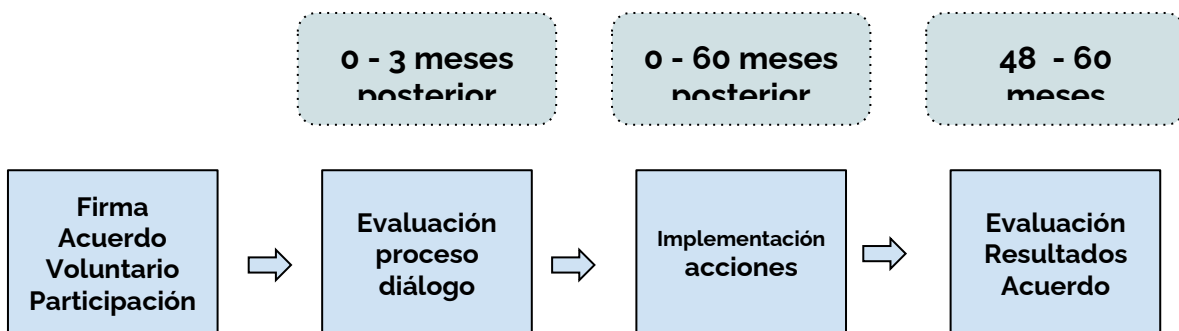 0 - 3 meses
posterior
0 - 60 meses
posterior
48 - 60
meses
Firma
Acuerdo
Voluntario
Participación
Evaluación
proceso
diálogo
Implementación
acciones
Evaluación
Resultados
Acuerdo